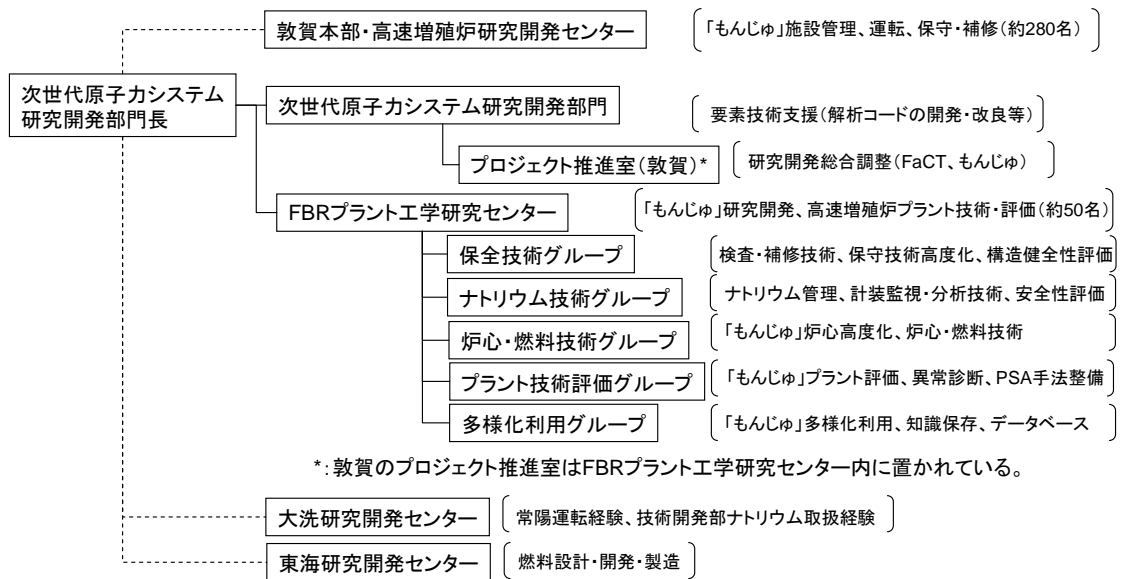 敦賀本部・高速増殖炉研究開発センター
「もんじゅ」施設管理、運転、保守・補修(約280名)
次世代原子力システム
研究開発部門長
次世代原子力システム研究開発部門
要素技術支援(解析コードの開発・改良等)
プロジェクト推進室(敦賀)*
研究開発総合調整(FaCT、もんじゅ)
FBRプラント工学研究センター
「もんじゅ」研究開発、高速増殖炉プラント技術・評価(約50名)
保全技術グループ
検査・補修技術、保守技術高度化、構造健全性評価
ナトリウム技術グループ
ナトリウム管理、計装監視・分析技術、安全性評価
炉心・燃料技術グループ
「もんじゅ」炉心高度化、炉心・燃料技術
プラント技術評価グループ
「もんじゅ」プラント評価、異常診断、PSA手法整備
多様化利用グループ
「もんじゅ」多様化利用、知識保存、データベース
*:敦賀のプロジェクト推進室はFBRプラント工学研究センター内に置かれている。
大洗研究開発センター
常陽運転経験、技術開発部ナトリウム取扱経験
東海研究開発センター
燃料設計・開発・製造